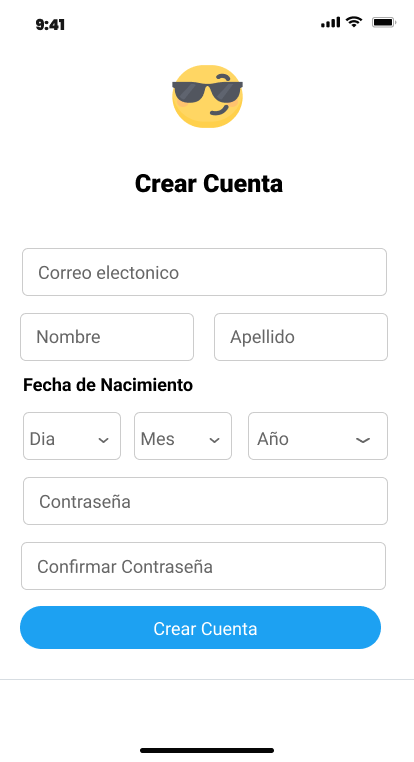 9:41
Crear Cuenta
Correo electonico
Nombre Apellido
Fecha de Nacimiento
Dia Mes Año
Contraseña
Confirmar Contraseña
Crear Cuenta